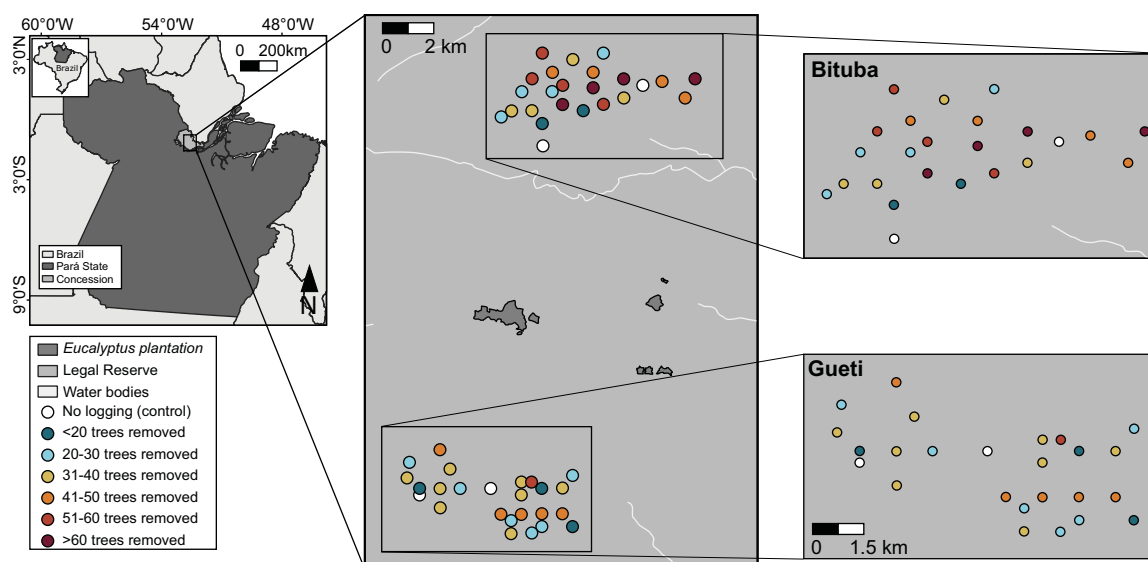 60°0'0"W 54°0'W 48°0'W
3°0'N
3°0'S
9°0'S
Brazil
0 200km
Brazil
Pará State
Concession
N
Eucalyptus plantation
Legal Reserve
Water bodies
No logging (control)
<20 trees removed
20-30 trees removed
31-40 trees removed
41-50 trees removed
51-60 trees removed
>60 trees removed
0 2 km
Bituba
Gueti
0 1.5 km